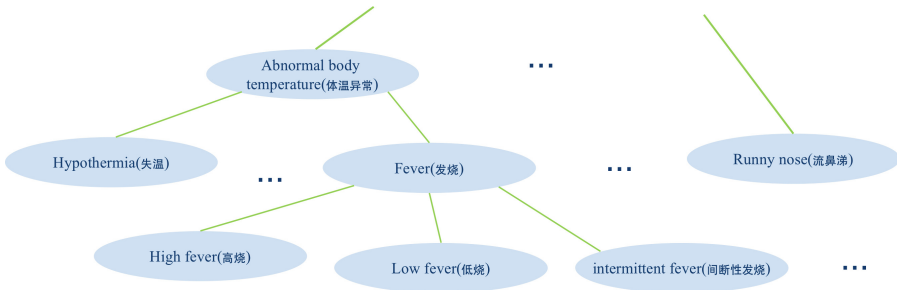 Abnormal body
temperature(体温异常)
...
Hypothermia(失温)
...
Fever(发烧)
...
Runny nose(流鼻涕)
High fever(高烧)
Low fever(低烧)
intermittent fever(间断性发烧)
...